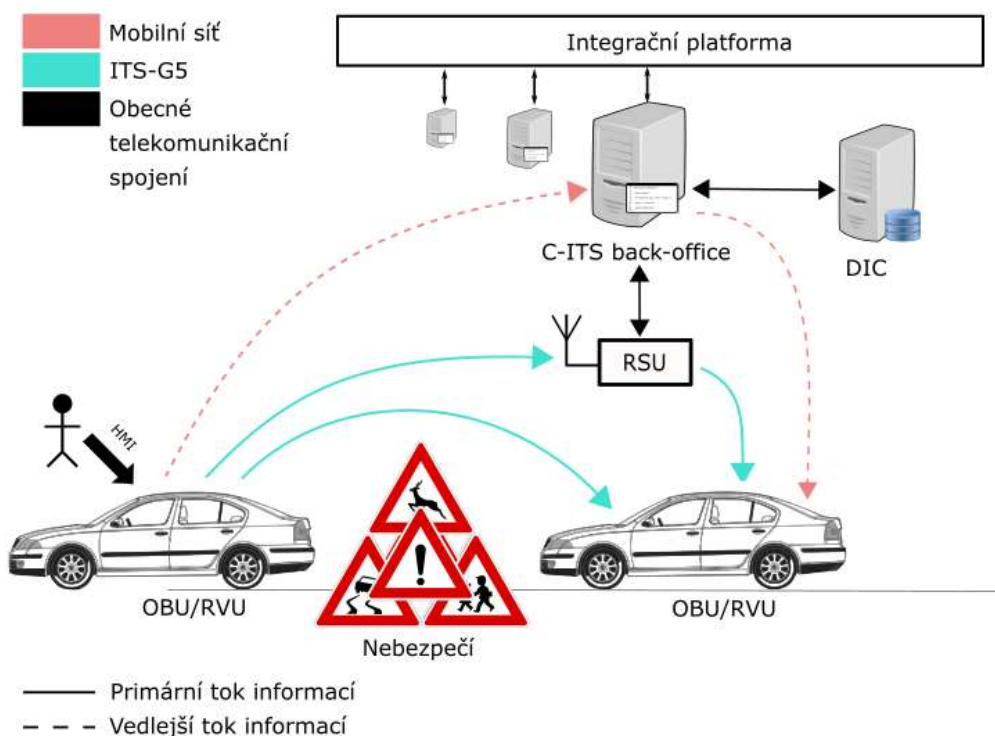 Mobilní síť
ITS-G5
Obecné
telekomunikační
spojení
Integrační platforma
C-ITS back-office
DIC
RSU
HMI
OBU/RVU
OBU/RVU
Nebezpečí
Primární tok informací
Vedlejší tok informací